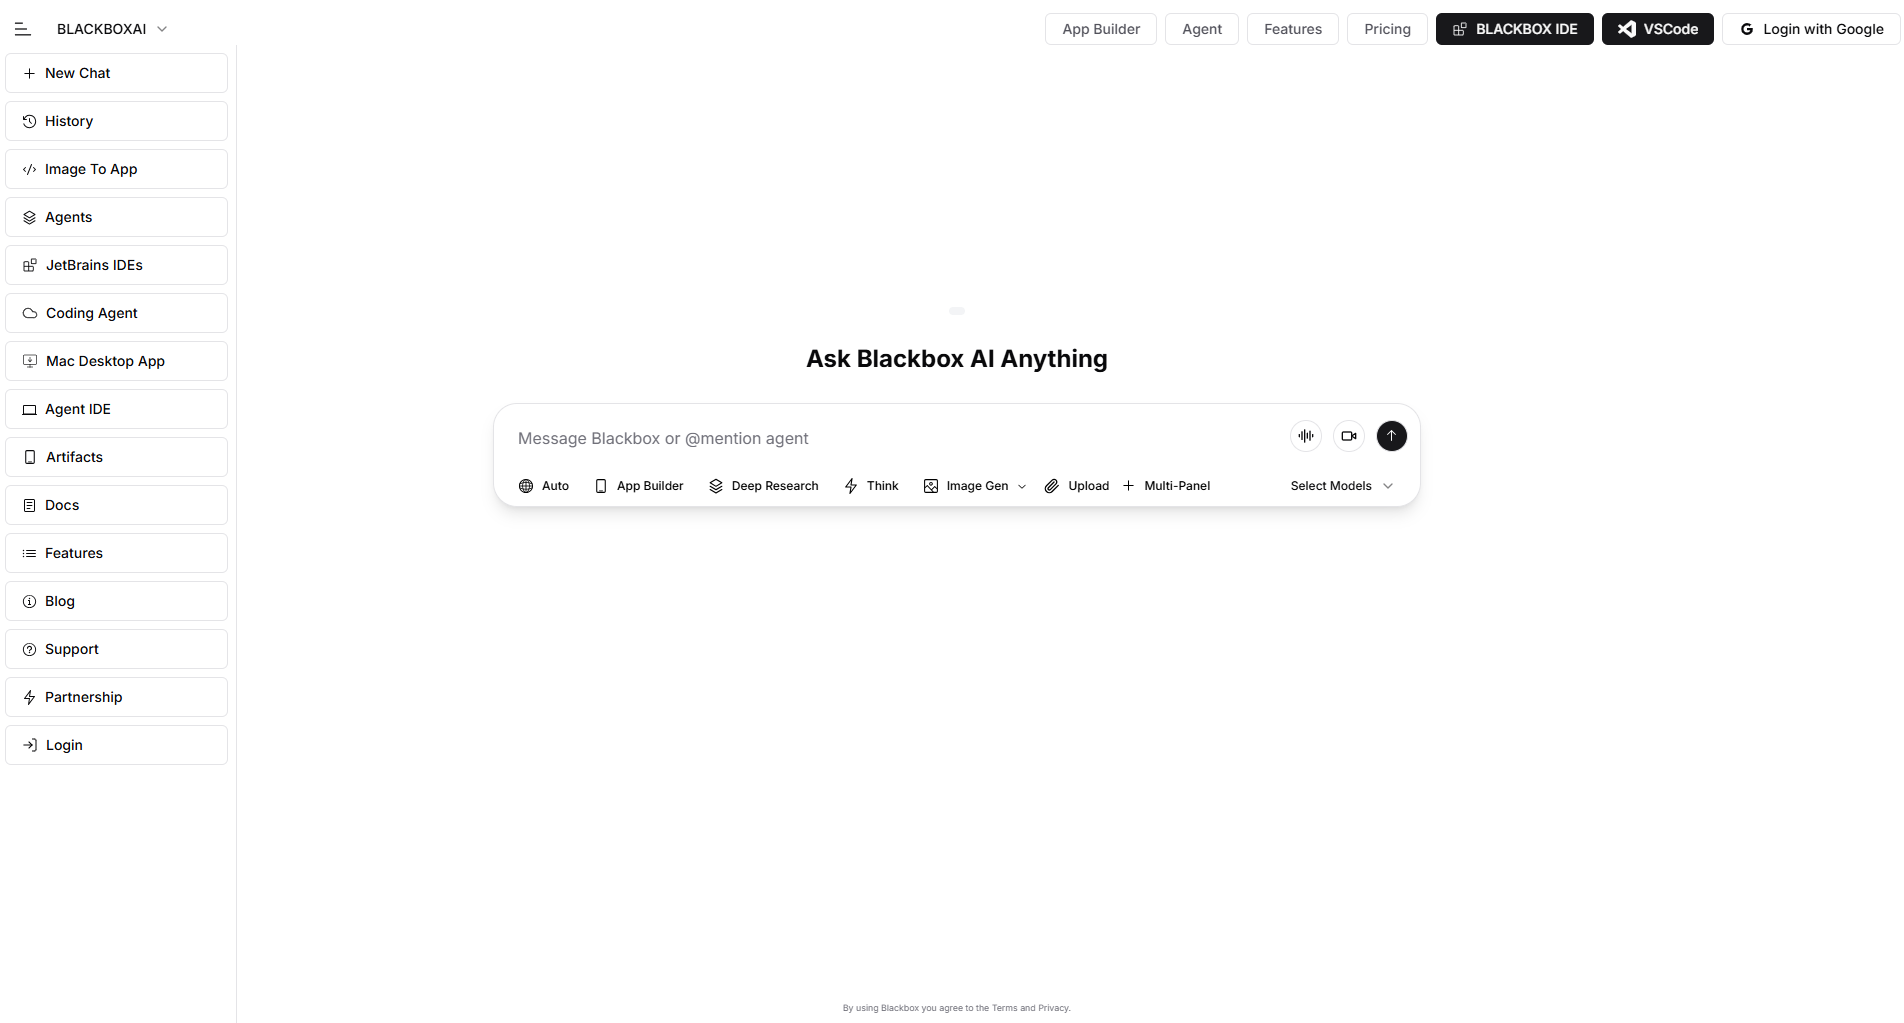 BLACKBOXAI
App Builder
Agent
Features
Pricing
BLACKBOX IDE
VSCode
Login with Google
New Chat
History
Image To App
Agents
JetBrains IDEs
Coding Agent
Mac Desktop App
Agent IDE
Artifacts
Docs
Features
Blog
Support
Partnership
Login
Ask Blackbox AI Anything
Message Blackbox or @mention agent
Auto
App Builder
Deep Research
Think
Image Gen
Upload
Multi-Panel
Select Models
By using Blackbox you agree to the Terms and Privacy.